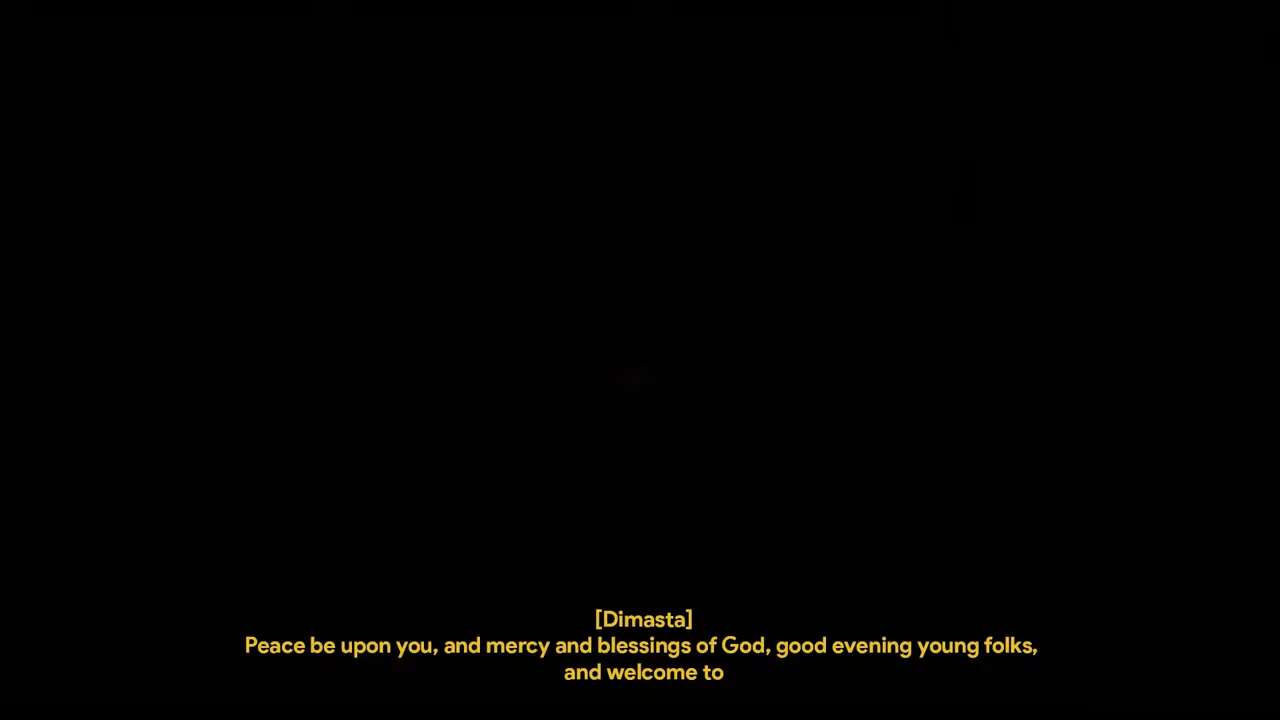 [Dimasta]
Peace be upon you, and mercy and blessings of God, good evening young folks,
and welcome to